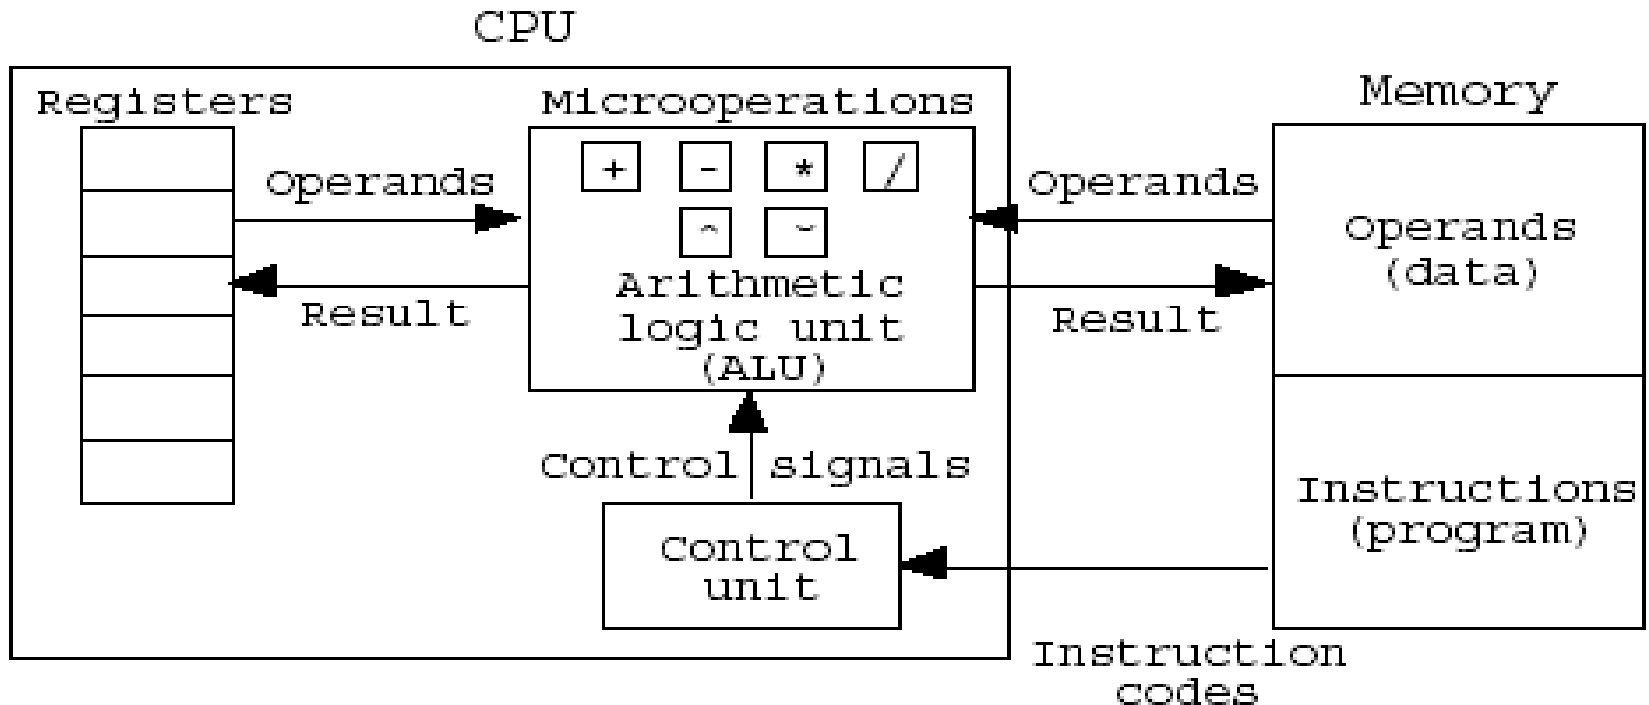 CPU
Registers
Microoperations
Memory
+ - * /
Operands
Operands
^ ~
Operands
(data)
Arithmetic
logic unit
(ALU)
Result
Result
Control signals
Instructions
(program)
Control
unit
Instruction
codes